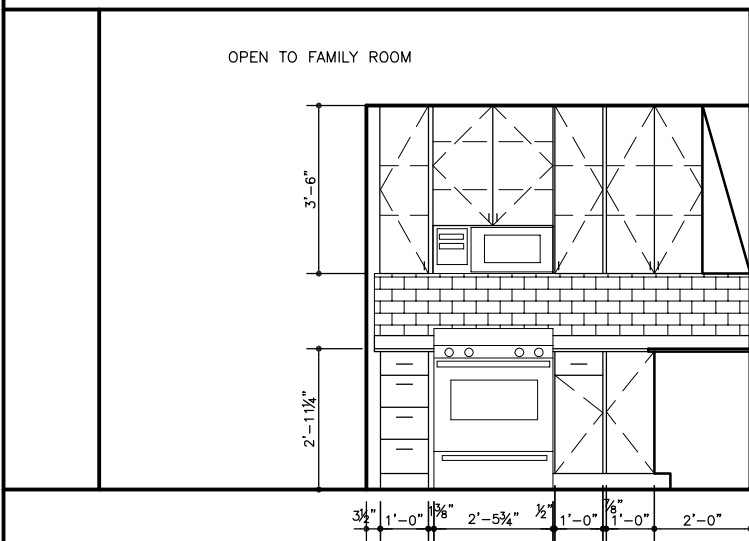 OPEN TO FAMILY ROOM
3'-6"
2'-11¼"
3½" 1'-0" 1⅜" 2'-5¾" ½" 1'-0" ⅞" 1'-0" 2'-0"